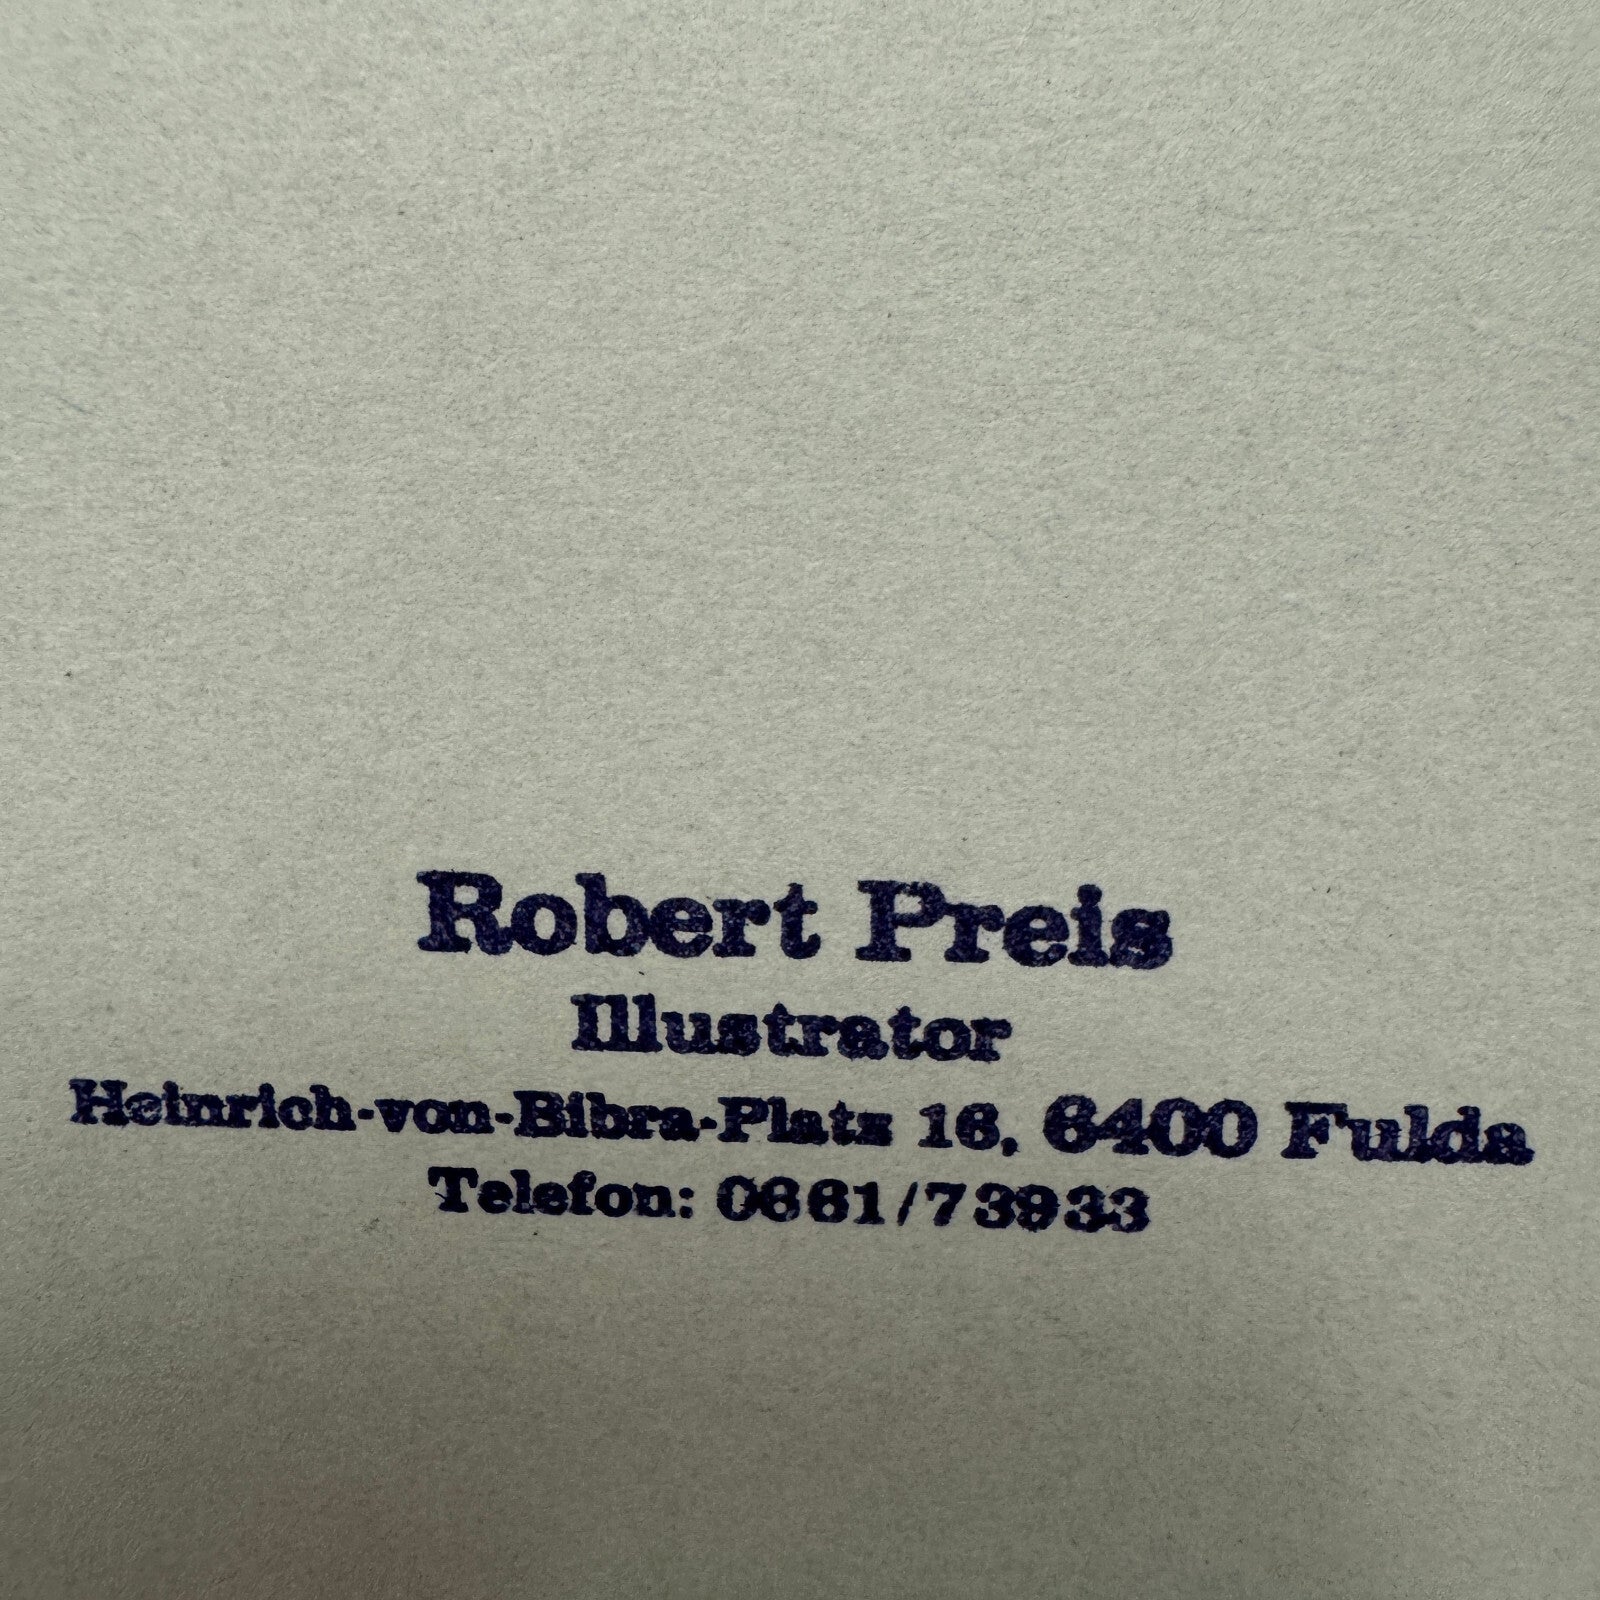 Robert Preis
Illustrator
Heinrich-von-Bibra-Platz 16, 6400 Fulda
Telefon: 0661/73933